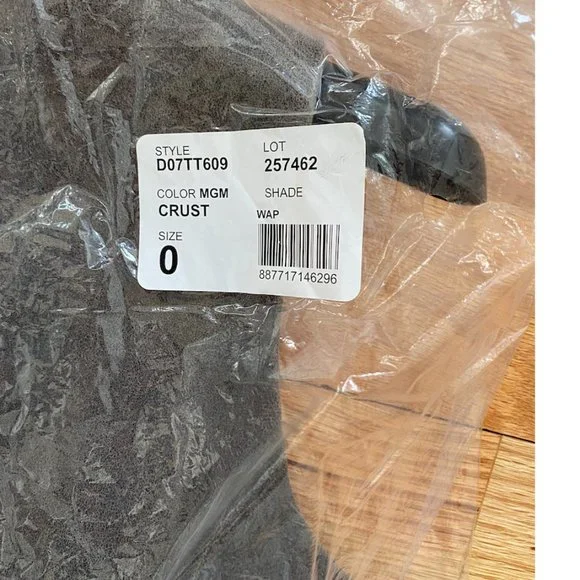 STYLE LOT
D07TT609 257462
COLOR MGM SHADE
CRUST WAP
SIZE
0
887717146296